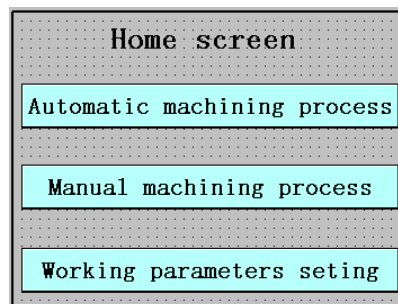 Home screen
Automatic machining process
Manual machining process
Working parameters seting